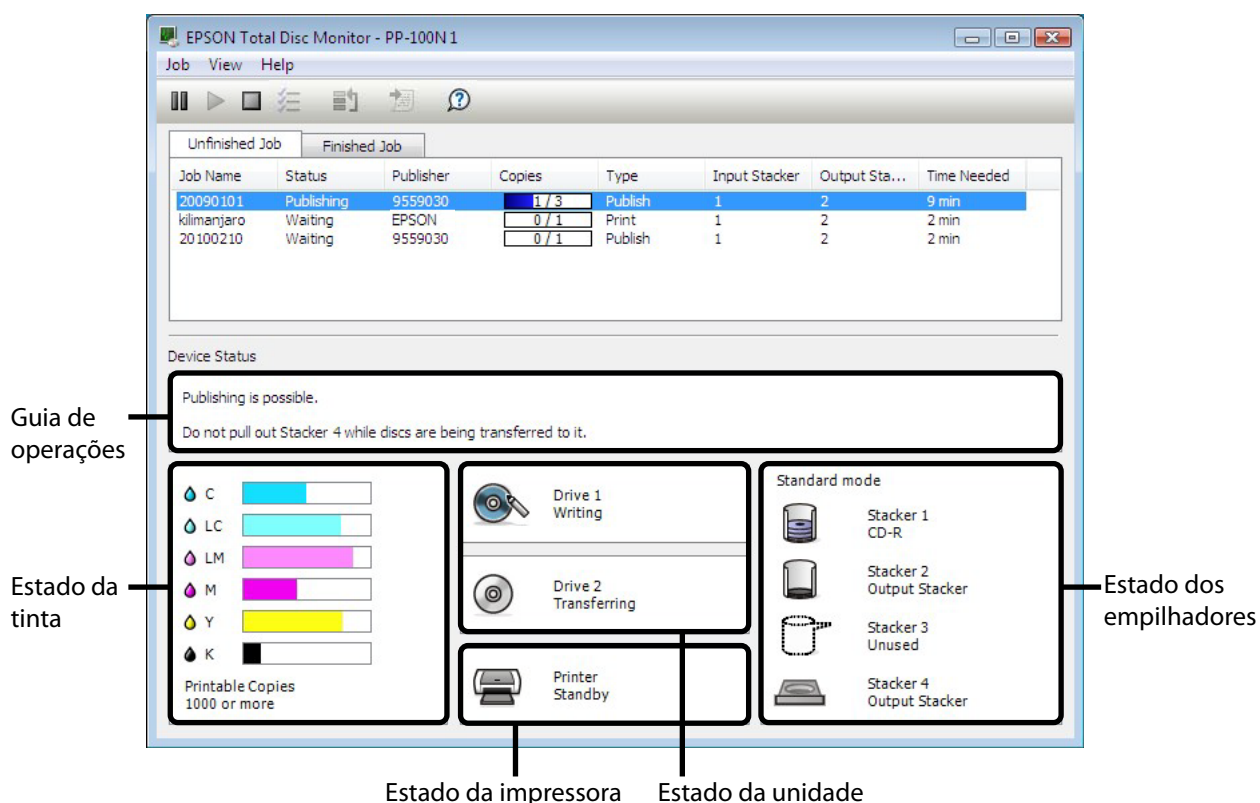 EPSON Total Disc Monitor - PP-100N 1
Job View Help
Unfinished Job Finished Job
Job Name Status Publisher Copies Type Input Stacker Output Sta... Time Needed
20090101 Publishing 9559030 1 / 3 Publish 1 2 9 min
kilimanjaro Waiting EPSON 0 / 1 Print 1 2 2 min
20100210 Waiting 9559030 0 / 1 Publish 1 2 2 min
Device Status
Publishing is possible.
Do not pull out Stacker 4 while discs are being transferred to it.
Guia de
operações
C
LC
LM
M
Y
K
Printable Copies
1000 or more
Estado da
tinta
Drive 1
Writing
Drive 2
Transferring
Printer
Standby
Standard mode
Stacker 1
CD-R
Stacker 2
Output Stacker
Stacker 3
Unused
Stacker 4
Output Stacker
Estado dos
empilhadores
Estado da impressora
Estado da unidade